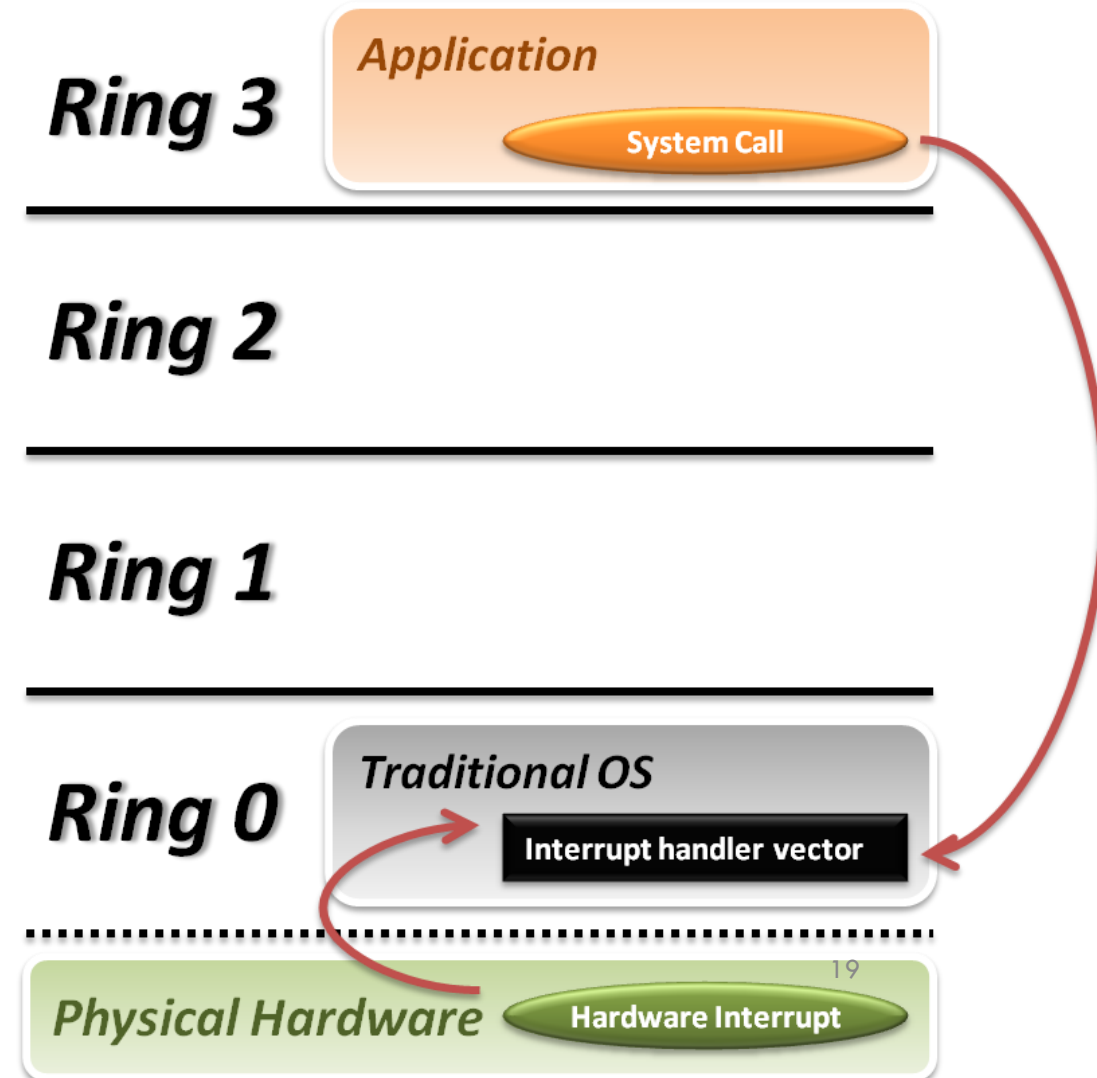 Application
Ring 3
System Call
Ring 2
Ring 1
Traditional OS
Ring 0
Interrupt handler vector
19
Physical Hardware
Hardware Interrupt